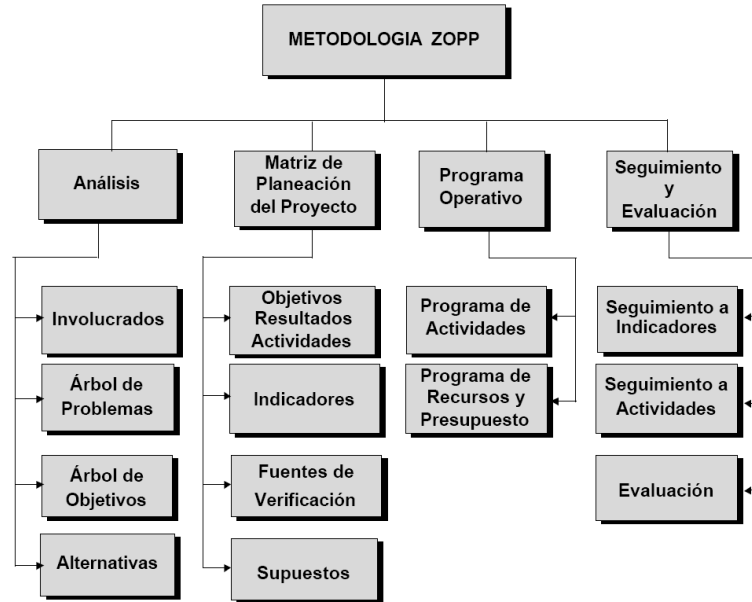 METODOLOGIA ZOPP
Análisis
Matriz de
Planeación
del Proyecto
Programa
Operativo
Seguimiento
y
Evaluación
Involucrados
Árbol de
Problemas
Árbol de
Objetivos
Alternativas
Objetivos
Resultados
Actividades
Indicadores
Fuentes de
Verificación
Supuestos
Programa de
Actividades
Programa de
Recursos y
Presupuesto
Seguimiento a
Indicadores
Seguimiento a
Actividades
Evaluación